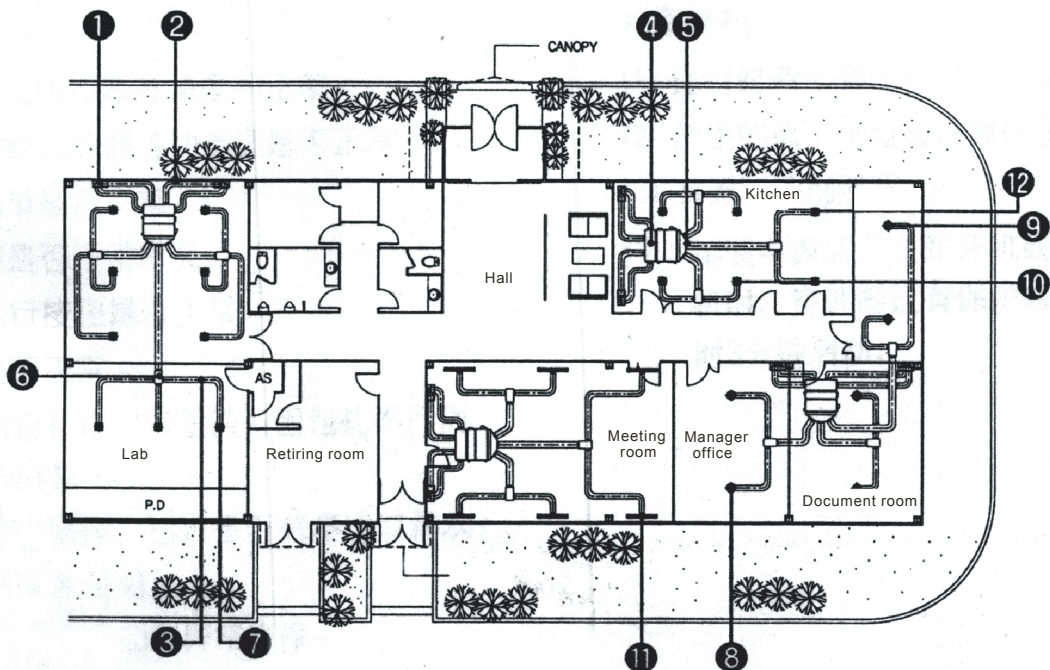 1
2
4
5
CANOPY
Kitchen
12
9
Hall
10
6
AS
Lab
Retiring room
Meeting
room
Manager
office
P.D
Document room
3
7
11
8